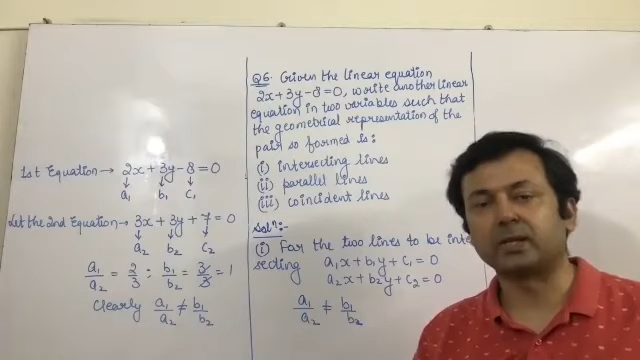 1st Equation → 2x + 3y - 8 = 0
↓ ↓ ↓
a₁ b₁ c₁
Let the 2nd Equation → 3x + 3y + 7 = 0
↓ ↓ ↓
a₂ b₂ c₂
a₁/a₂ = 2/3 ; b₁/b₂ = 3/3 = 1
Clearly a₁/a₂ ≠ b₁/b₂
Q6. Given the linear equation
2x + 3y - 8 = 0, write another linear
equation in two variables such that
the geometrical representation of the
pair so formed is :
(i) intersecting lines
(ii) parallel lines
(iii) coincident lines
Solⁿ :-
(i) For the two lines to be inte
secting a₁x + b₁y + c₁ = 0
a₂x + b₂y + c₂ = 0
a₁/a₂ ≠ b₁/b₂